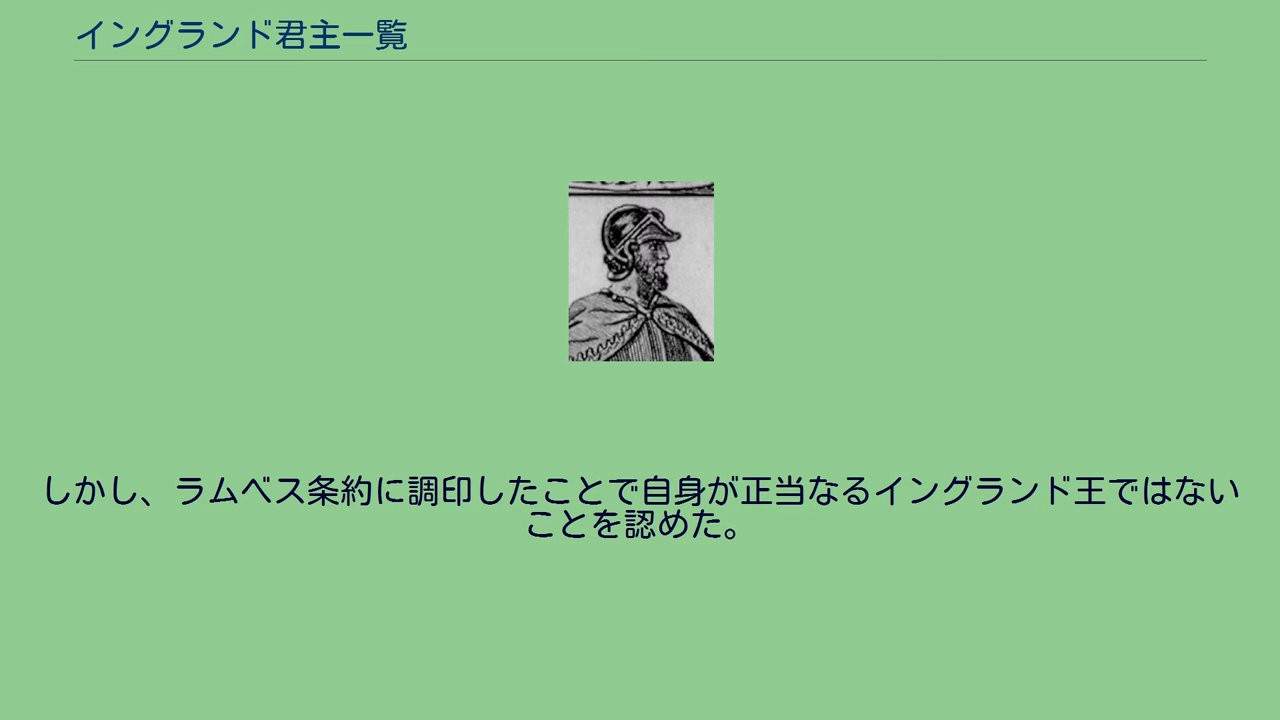 イングランド君主一覧
しかし、ラムベス条約に調印したことで自身が正当なるイングランド王ではない
ことを認めた。